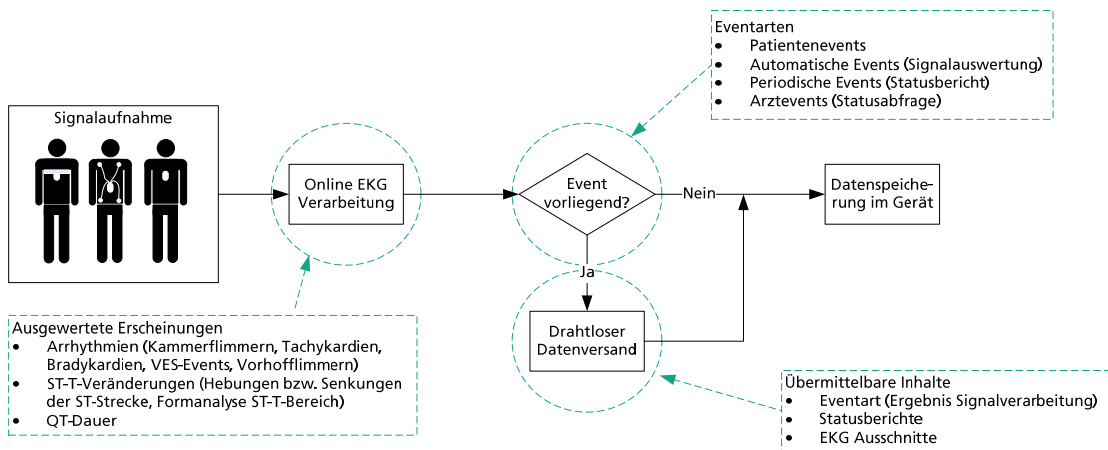 Eventarten
• Patientenevents
• Automatische Events (Signalauswertung)
• Periodische Events (Statusbericht)
• Arztevents (Statusabfrage)
Signalaufnahme
Online EKG
Verarbeitung
Event
vorliegend?
Nein
Datenspeiche-
rung im Gerät
Ja
Drahtloser
Datenversand
Ausgewertete Erscheinungen
• Arrhythmien (Kammerflimmern, Tachykardien,
Bradykardien, VES-Events, Vorhofflimmern)
• ST-T-Veränderungen (Hebungen bzw. Senkungen
der ST-Strecke, Formanalyse ST-T-Bereich)
• QT-Dauer
Übermittelbare Inhalte
• Eventart (Ergebnis Signalverarbeitung)
• Statusberichte
• EKG Ausschnitte